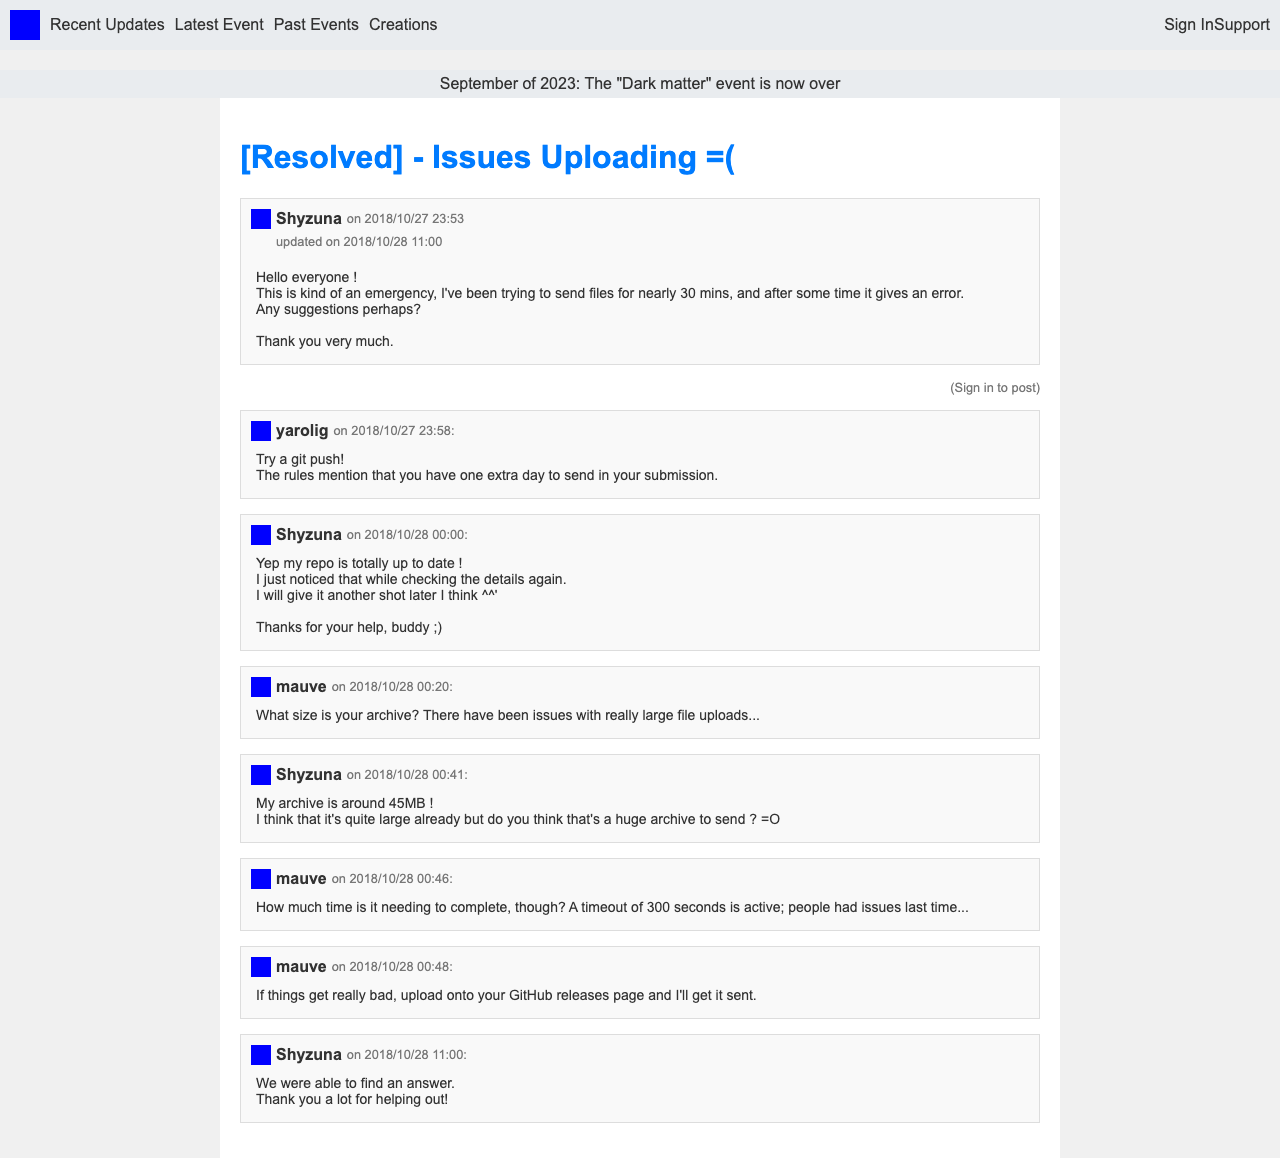 Recent Updates Latest Event Past Events Creations Sign In Support
September of 2023: The "Dark matter" event is now over
[Resolved] - Issues Uploading =(
Shyzuna on 2018/10/27 23:53
updated on 2018/10/28 11:00
Hello everyone !
This is kind of an emergency, I've been trying to send files for nearly 30 mins, and after some time it gives an error.
Any suggestions perhaps?
Thank you very much.
(Sign in to post)
yarolig on 2018/10/27 23:58:
Try a git push!
The rules mention that you have one extra day to send in your submission.
Shyzuna on 2018/10/28 00:00:
Yep my repo is totally up to date !
I just noticed that while checking the details again.
I will give it another shot later I think ^^'
Thanks for your help, buddy ;)
mauve on 2018/10/28 00:20:
What size is your archive? There have been issues with really large file uploads...
Shyzuna on 2018/10/28 00:41:
My archive is around 45MB !
I think that it's quite large already but do you think that's a huge archive to send ? =O
mauve on 2018/10/28 00:46:
How much time is it needing to complete, though? A timeout of 300 seconds is active; people had issues last time...
mauve on 2018/10/28 00:48:
If things get really bad, upload onto your GitHub releases page and I'll get it sent.
Shyzuna on 2018/10/28 11:00:
We were able to find an answer.
Thank you a lot for helping out!